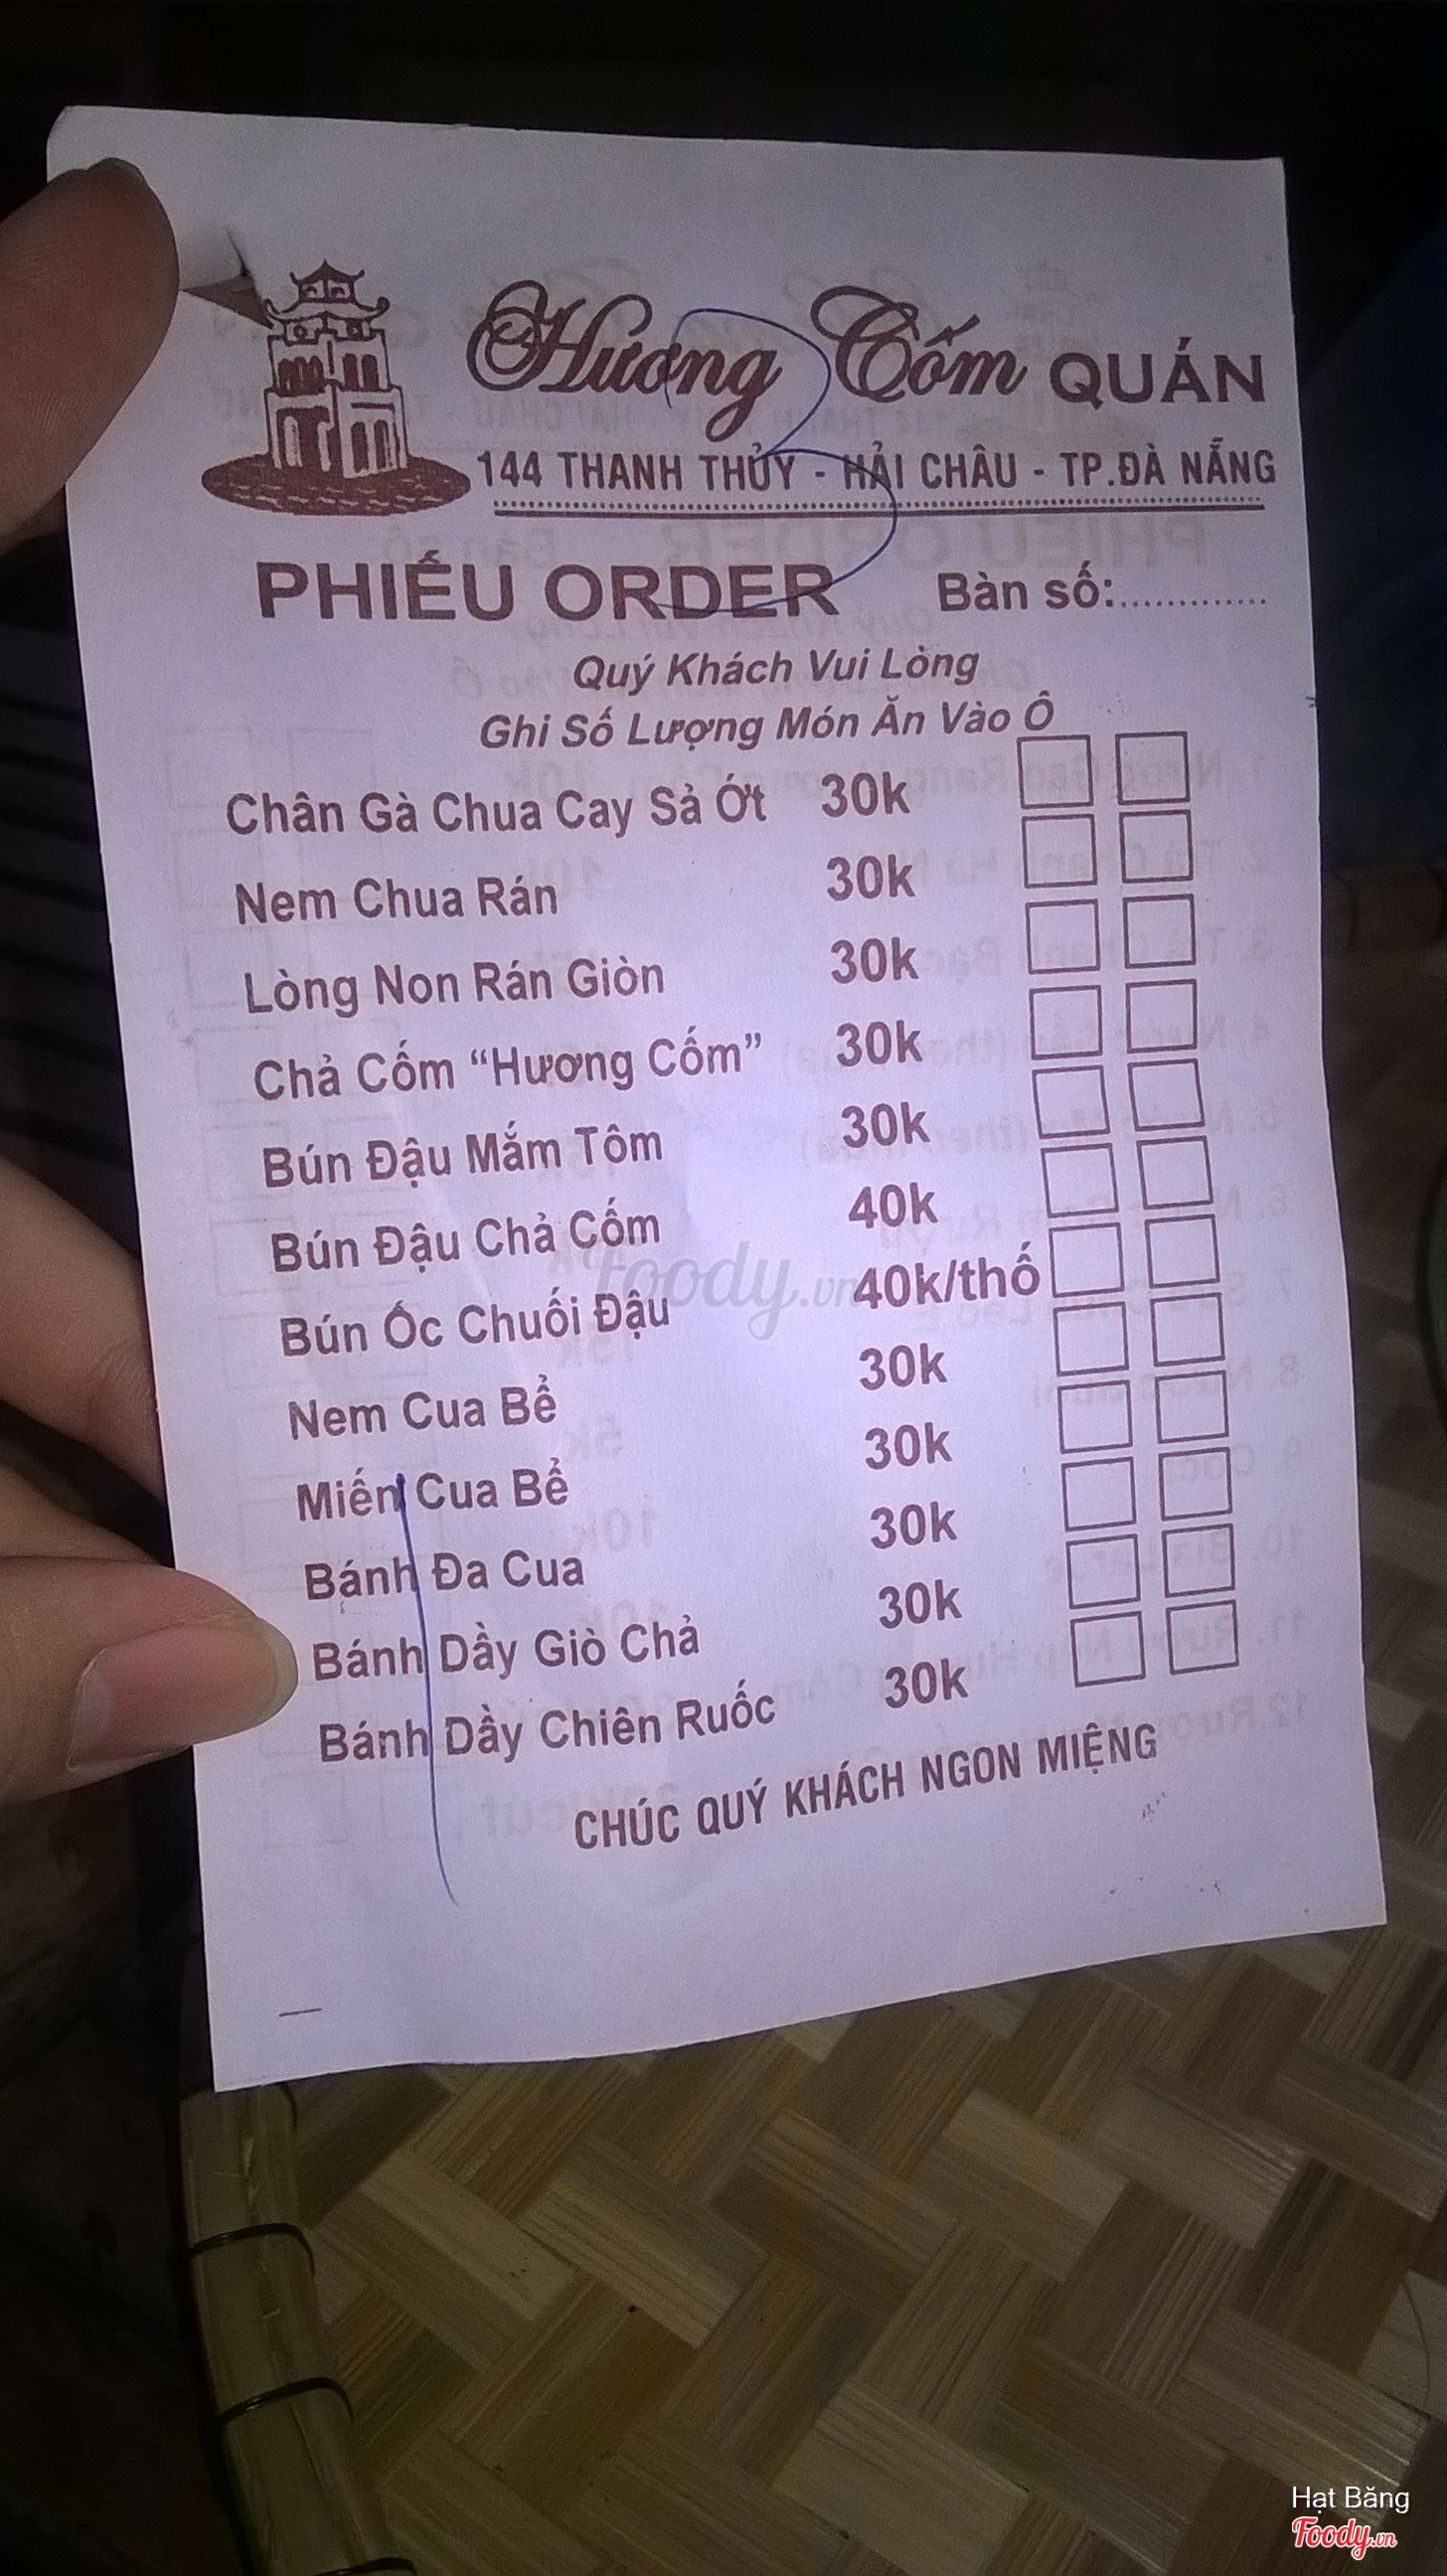 Hương Cốm QUÁN
144 THANH THỦY - HẢI CHÂU - TP.ĐÀ NẴNG
PHIẾU ORDER Bàn số:.............
Quý Khách Vui Lòng
Ghi Số Lượng Món Ăn Vào Ô
Chân Gà Chua Cay Sả Ớt 30k
Nem Chua Rán 30k
Lòng Non Rán Giòn 30k
Chả Cốm “Hương Cốm” 30k
Bún Đậu Mắm Tôm 30k
Bún Đậu Chả Cốm 40k
Bún Ốc Chuối Đậu 40k/thố
Nem Cua Bể 30k
Miến Cua Bể 30k
Bánh Đa Cua 30k
Bánh Dầy Giò Chả 30k
Bánh Dầy Chiên Ruốc 30k
CHÚC QUÝ KHÁCH NGON MIỆNG
foody.vn
Hạt Băng
Foody.vn